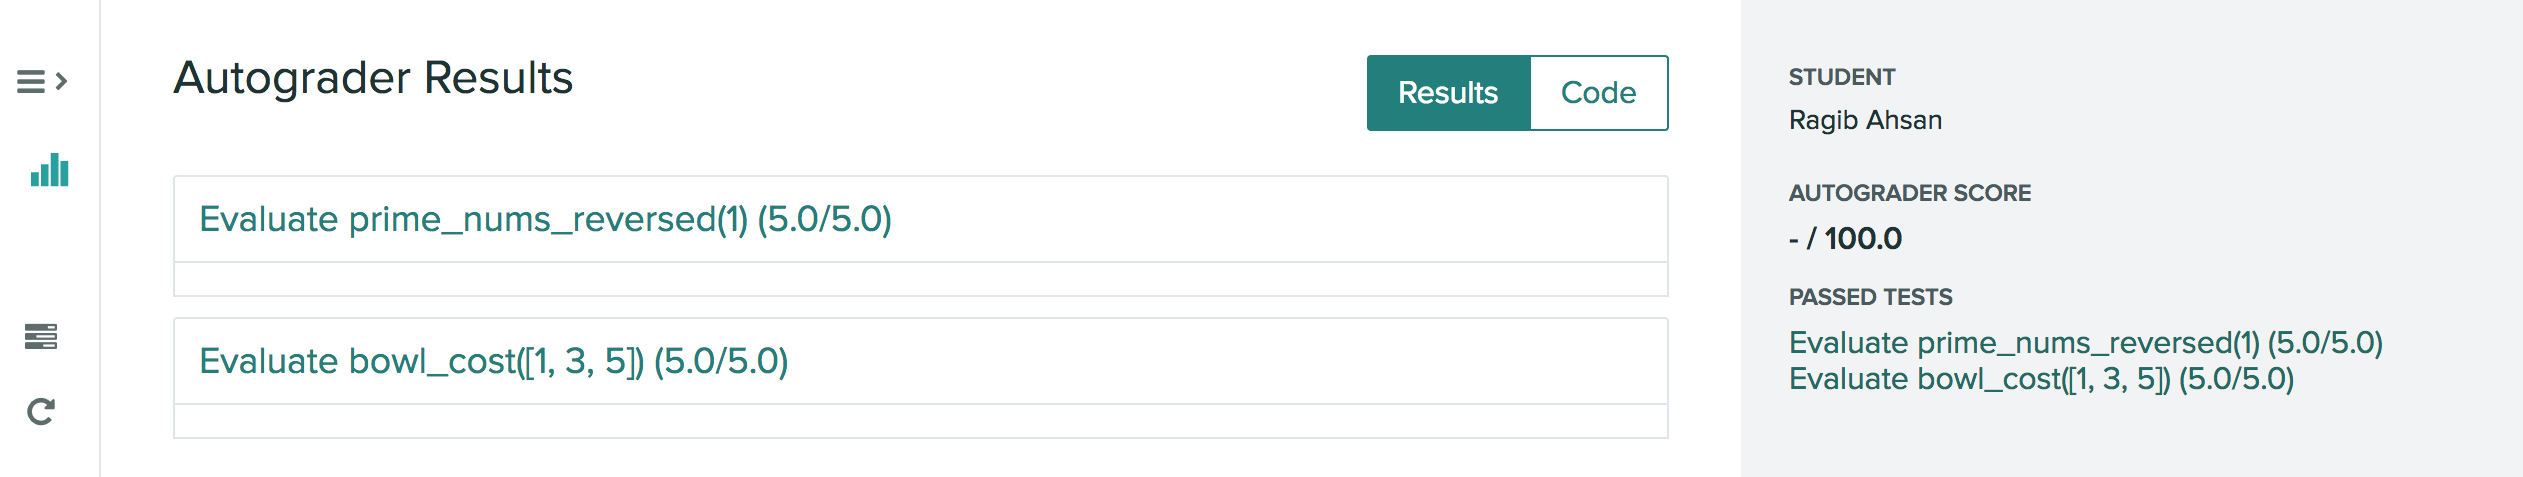 Autograder Results
Results
Code
Evaluate prime_nums_reversed(1) (5.0/5.0)
Evaluate bowl_cost([1, 3, 5]) (5.0/5.0)
STUDENT
Ragib Ahsan
AUTOGRADER SCORE
- / 100.0
PASSED TESTS
Evaluate prime_nums_reversed(1) (5.0/5.0)
Evaluate bowl_cost([1, 3, 5]) (5.0/5.0)